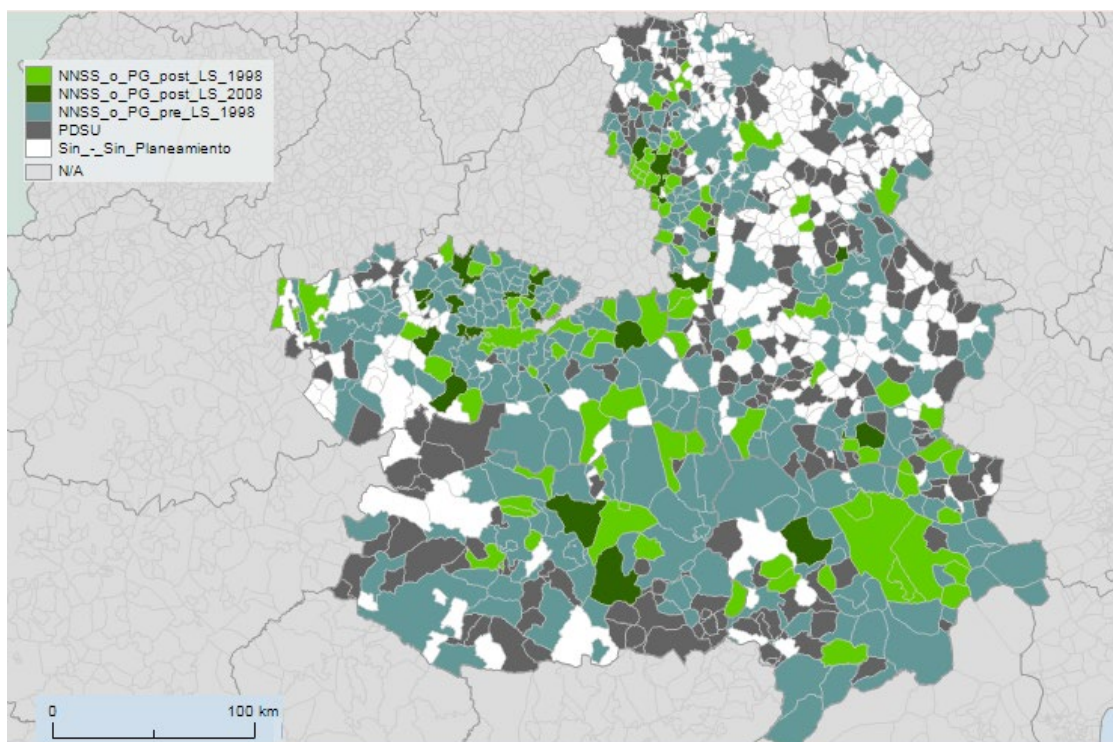 NNSS_o_PG_post_LS_1998
NNSS_o_PG_post_LS_2008
NNSS_o_PG_pre_LS_1998
PDSU
Sin_-_Sin_Planeamiento
N/A
0 100 km